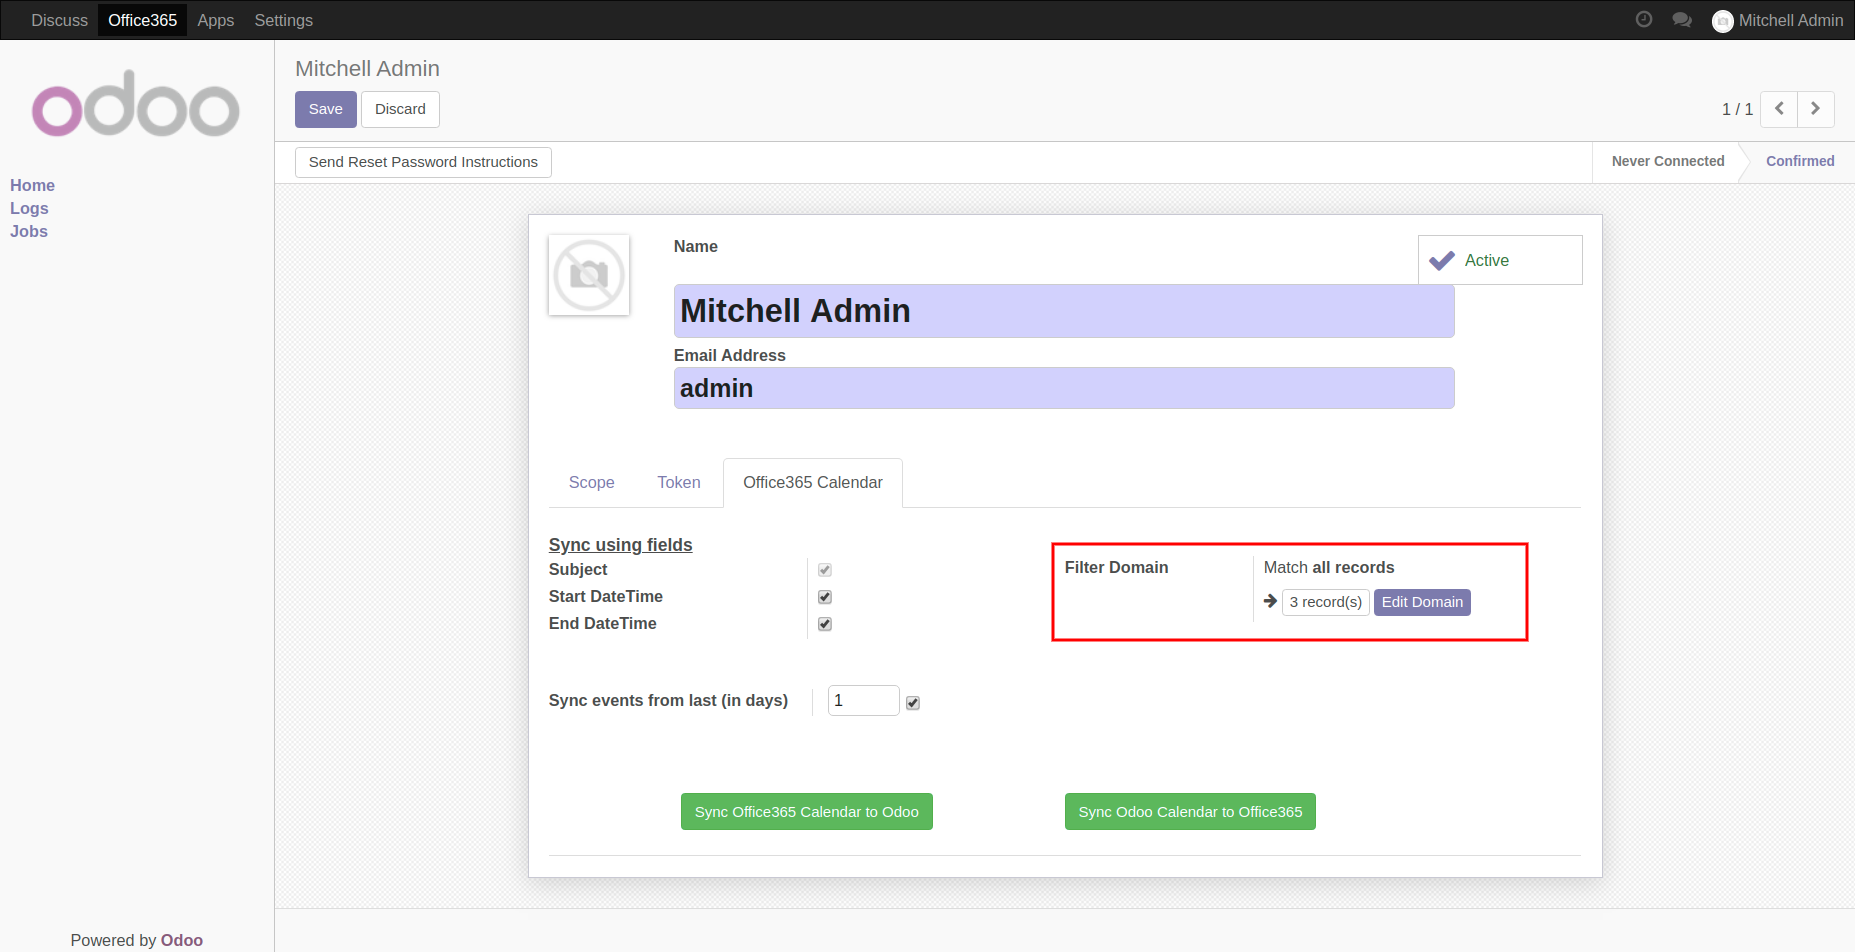 Discuss Office365 Apps Settings Mitchell Admin
odoo
Home
Logs
Jobs
Mitchell Admin
Save Discard 1 / 1
Send Reset Password Instructions Never Connected Confirmed
Name
Active
Mitchell Admin
Email Address
admin
Scope Token Office365 Calendar
Sync using fields
Subject
Start DateTime
End DateTime
Filter Domain Match all records
3 record(s) Edit Domain
Sync events from last (in days) 1
Sync Office365 Calendar to Odoo Sync Odoo Calendar to Office365
Powered by Odoo